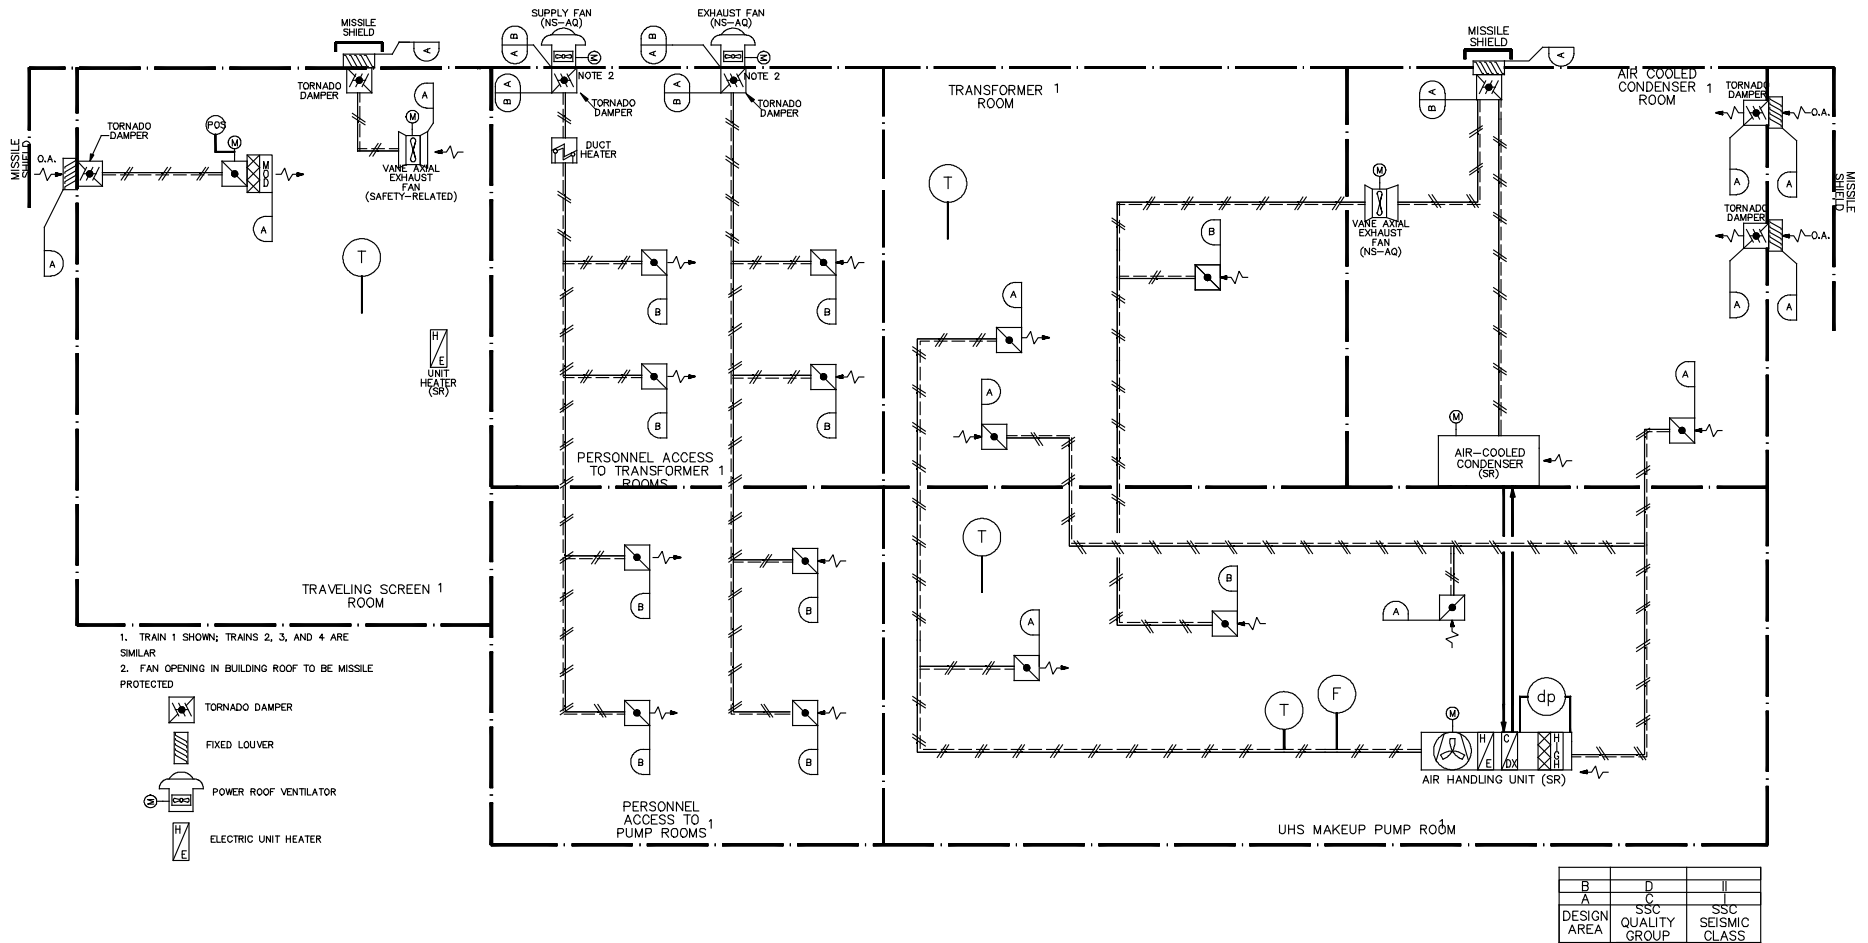 MISSILE
SHIELD
A
SUPPLY FAN
(NS-AQ)
B
A
M
EXHAUST FAN
(NS-AQ)
B
A
M
MISSILE
SHIELD
A
TORNADO
DAMPER
A
M
VANE AXIAL
EXHAUST
FAN
(SAFETY-RELATED)
A
B
NOTE 2
TORNADO
DAMPER
A
B
NOTE 2
TORNADO
DAMPER
DUCT
HEATER
TRANSFORMER 1
ROOM
A
B
AIR COOLED
CONDENSER 1
ROOM
TORNADO
DAMPER
O.A.
A
A
TORNADO
DAMPER
O.A.
A
A
MISSILE
SHIELD
MISSILE
SHIELD
O.A.
TORNADO
DAMPER
POS
M
MOD
A
A
T
H
E
UNIT
HEATER
(SR)
TRAVELING SCREEN 1
ROOM
B
B
B
B
PERSONNEL ACCESS
TO TRANSFORMER 1
ROOMS
T
M
VANE AXIAL
EXHAUST
FAN
(NS-AQ)
B
A
A
A
M
AIR-COOLED
CONDENSER
(SR)
B
B
B
B
PERSONNEL
ACCESS TO
PUMP ROOMS 1
T
B
A
A
T
F
M
dp
H
E
C
DX
HIGH
AIR HANDLING UNIT (SR)
UHS MAKEUP PUMP ROOM 1
1. TRAIN 1 SHOWN; TRAINS 2, 3, AND 4 ARE
SIMILAR
2. FAN OPENING IN BUILDING ROOF TO BE MISSILE
PROTECTED
TORNADO DAMPER
FIXED LOUVER
M
POWER ROOF VENTILATOR
H
E
ELECTRIC UNIT HEATER
B D II
A C I
DESIGN AREA SSC QUALITY GROUP SSC SEISMIC CLASS